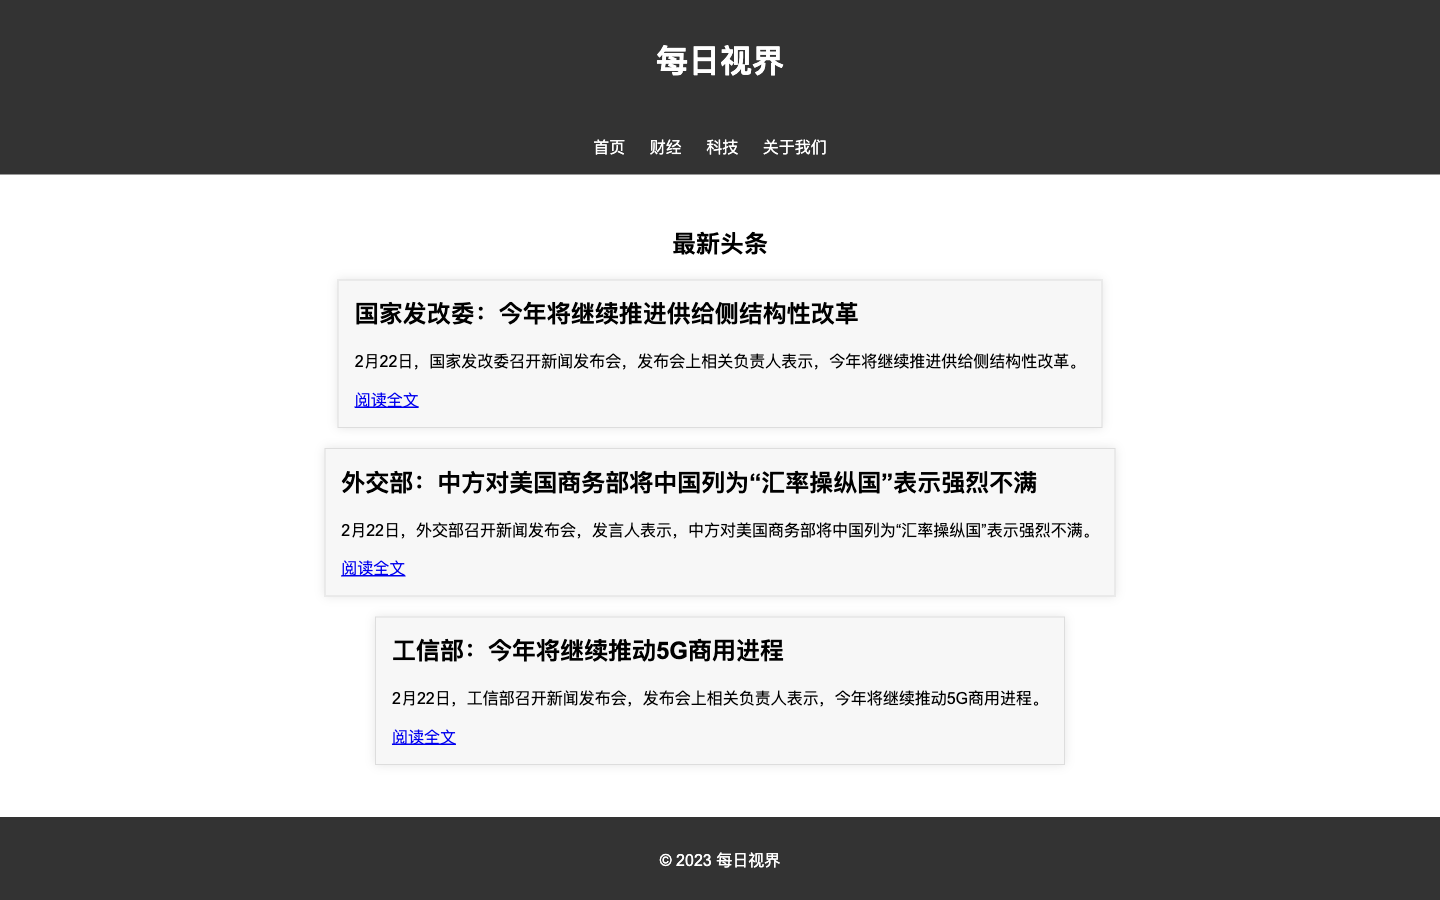 每日视界
首页 财经 科技 关于我们
最新头条
国家发改委：今年将继续推进供给侧结构性改革
2月22日，国家发改委召开新闻发布会，发布会上相关负责人表示，今年将继续推进供给侧结构性改革。
阅读全文
外交部：中方对美国商务部将中国列为“汇率操纵国”表示强烈不满
2月22日，外交部召开新闻发布会，发言人表示，中方对美国商务部将中国列为“汇率操纵国”表示强烈不满。
阅读全文
工信部：今年将继续推动5G商用进程
2月22日，工信部召开新闻发布会，发布会上相关负责人表示，今年将继续推动5G商用进程。
阅读全文
© 2023 每日视界